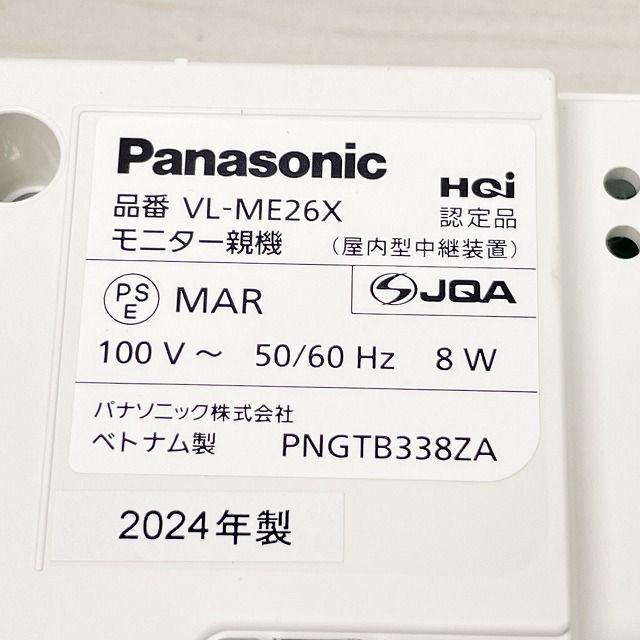 Panasonic
HQi
品番 VL-ME26X
認定品
モニター親機 (屋内型中継装置)
PSE MAR
JQA
100 V ～ 50/60 Hz 8 W
パナソニック株式会社
ベトナム製 PNGTB338ZA
2024年製